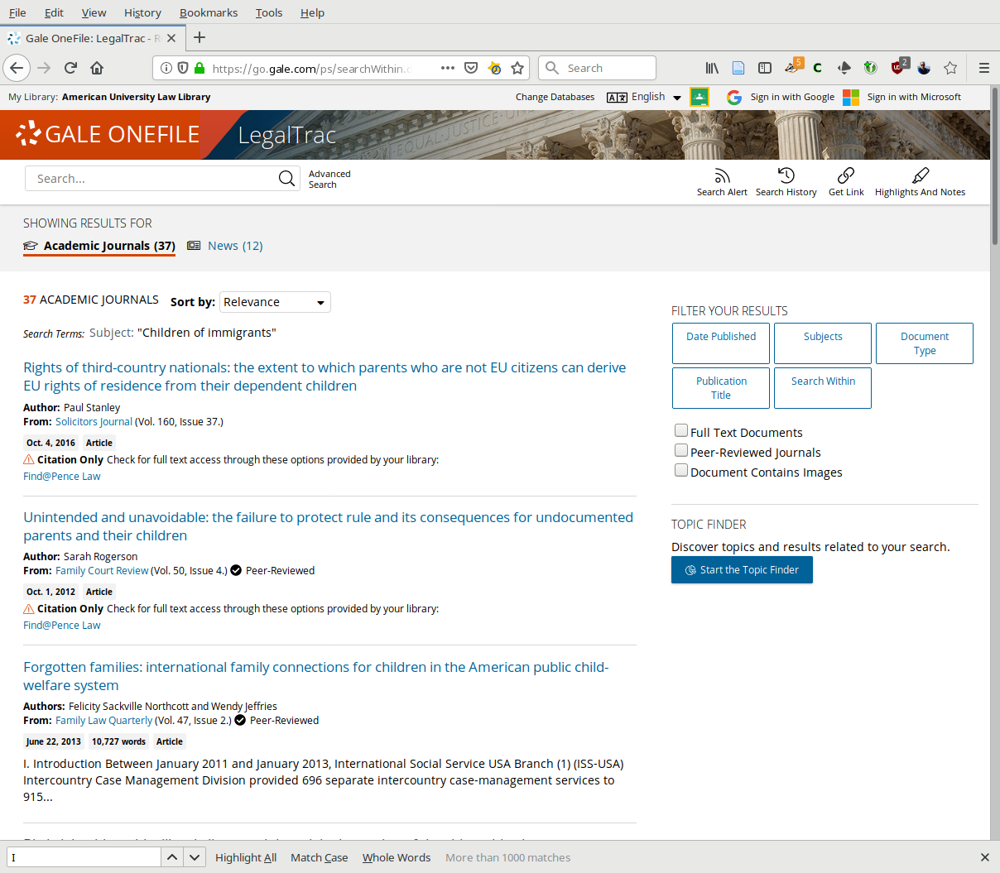 File Edit View History Bookmarks Tools Help
Gale OneFile: LegalTrac -
https://go.gale.com/ps/searchWithin. Search 5 2
My Library: American University Law Library Change Databases English Sign in with Google Sign in with Microsoft
GALE ONEFILE LegalTrac
Search... Advanced Search
Search Alert Search History Get Link Highlights And Notes
SHOWING RESULTS FOR
Academic Journals (37) News (12)
37 ACADEMIC JOURNALS Sort by: Relevance
Search Terms: Subject: "Children of immigrants"
Rights of third-country nationals: the extent to which parents who are not EU citizens can derive
EU rights of residence from their dependent children
Author: Paul Stanley
From: Solicitors Journal (Vol. 160, Issue 37.)
Oct. 4, 2016 Article
Citation Only Check for full text access through these options provided by your library:
Find@Pence Law
Unintended and unavoidable: the failure to protect rule and its consequences for undocumented
parents and their children
Author: Sarah Rogerson
From: Family Court Review (Vol. 50, Issue 4.) Peer-Reviewed
Oct. 1, 2012 Article
Citation Only Check for full text access through these options provided by your library:
Find@Pence Law
Forgotten families: international family connections for children in the American public child-
welfare system
Authors: Felicity Sackville Northcott and Wendy Jeffries
From: Family Law Quarterly (Vol. 47, Issue 2.) Peer-Reviewed
June 22, 2013 10,727 words Article
I. Introduction Between January 2011 and January 2013, International Social Service USA Branch (1) (ISS-USA)
Intercountry Case Management Division provided 696 separate intercountry case-management services to
915...
FILTER YOUR RESULTS
Date Published Subjects Document
Type
Publication
Title Search Within
Full Text Documents
Peer-Reviewed Journals
Document Contains Images
TOPIC FINDER
Discover topics and results related to your search.
Start the Topic Finder
I Highlight All Match Case Whole Words More than 1000 matches